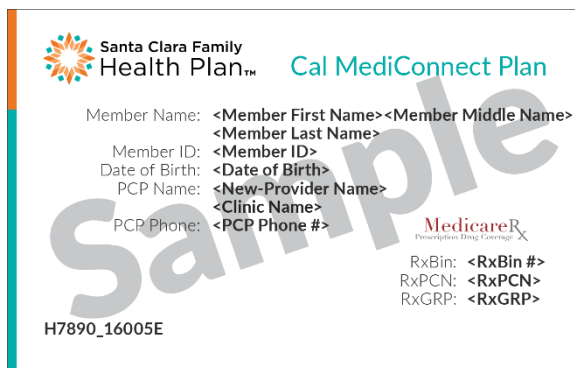 Santa Clara Family
Health Plan™
Cal MediConnect Plan
Member Name: <Member First Name><Member Middle Name>
<Member Last Name>
Member ID: <Member ID>
Date of Birth: <Date of Birth>
PCP Name: <New-Provider Name>
<Clinic Name>
PCP Phone: <PCP Phone #>
Sample
MedicareRx
Prescription Drug Coverage
RxBin: <RxBin #>
RxPCN: <RxPCN>
RxGRP: <RxGRP>
H7890_16005E